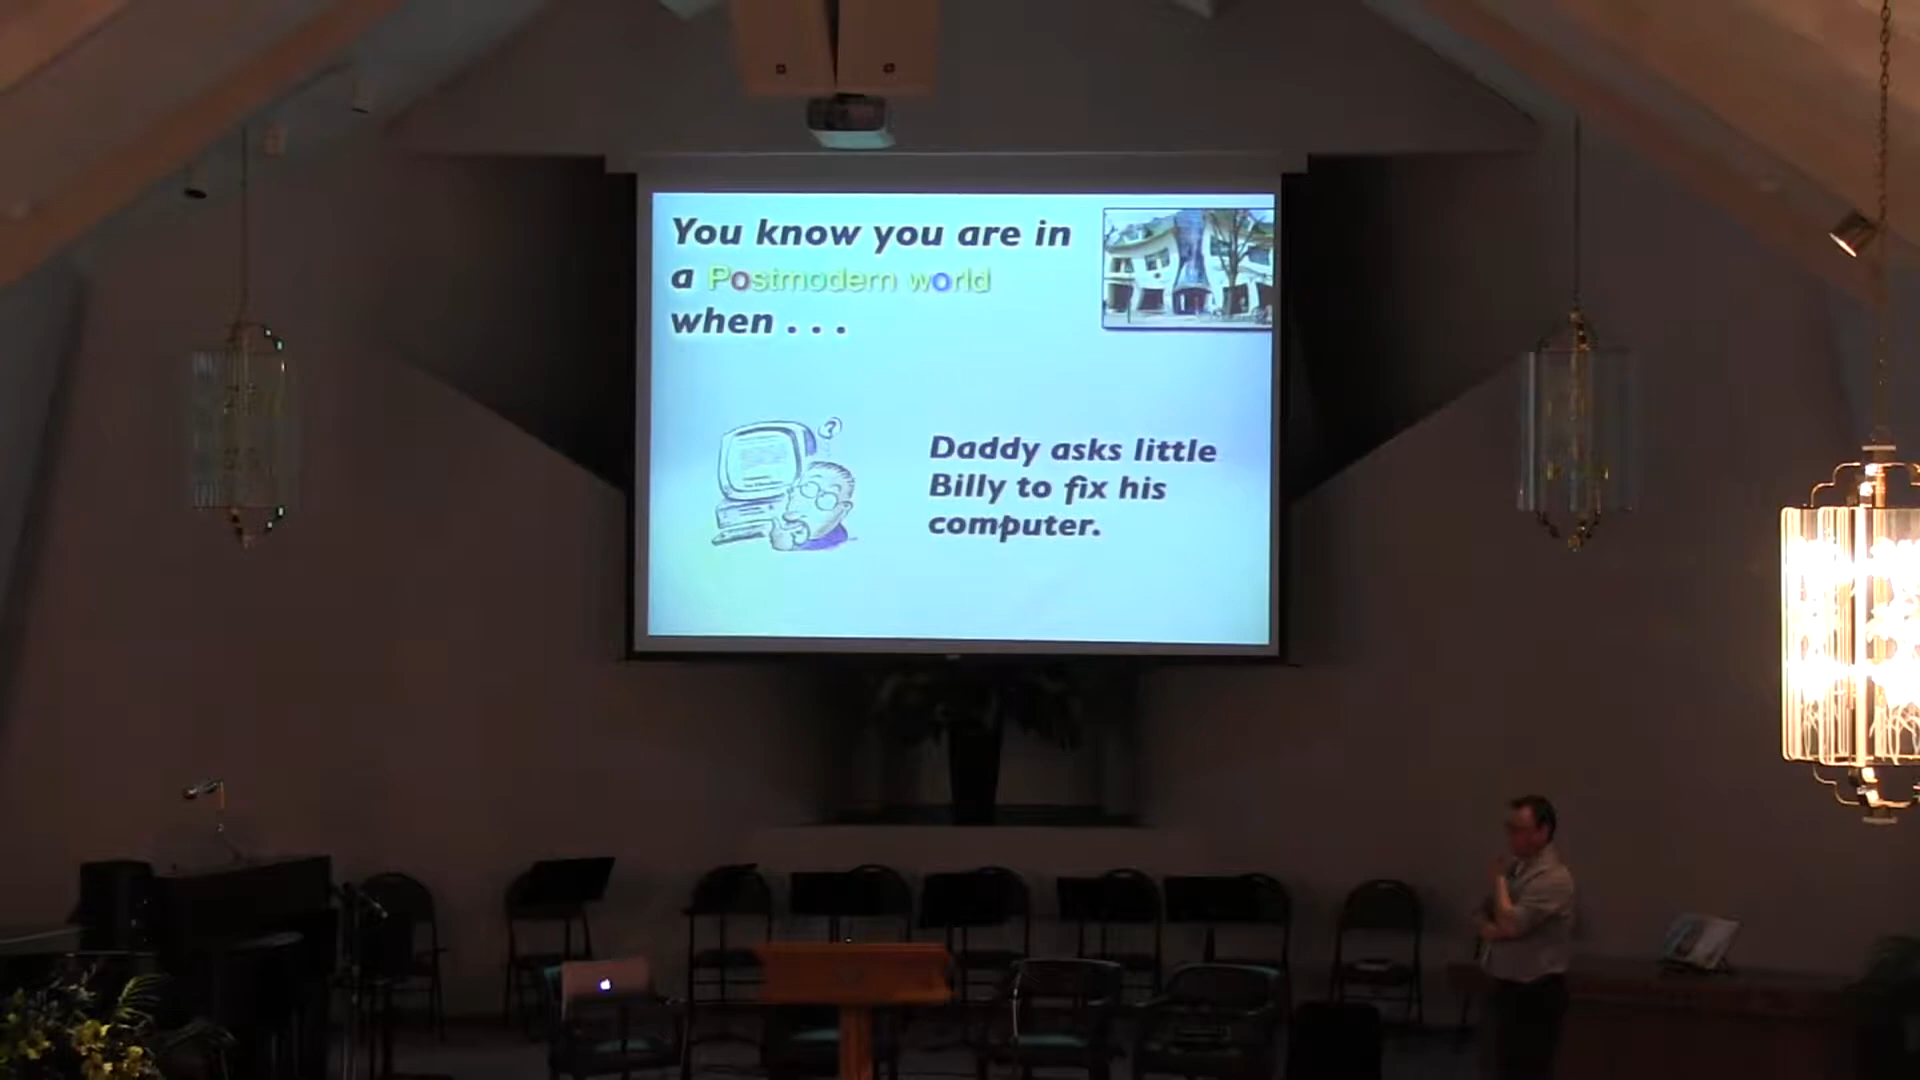 You know you are in
a Postmodern world
when . . .
?
Daddy asks little
Billy to fix his
computer.